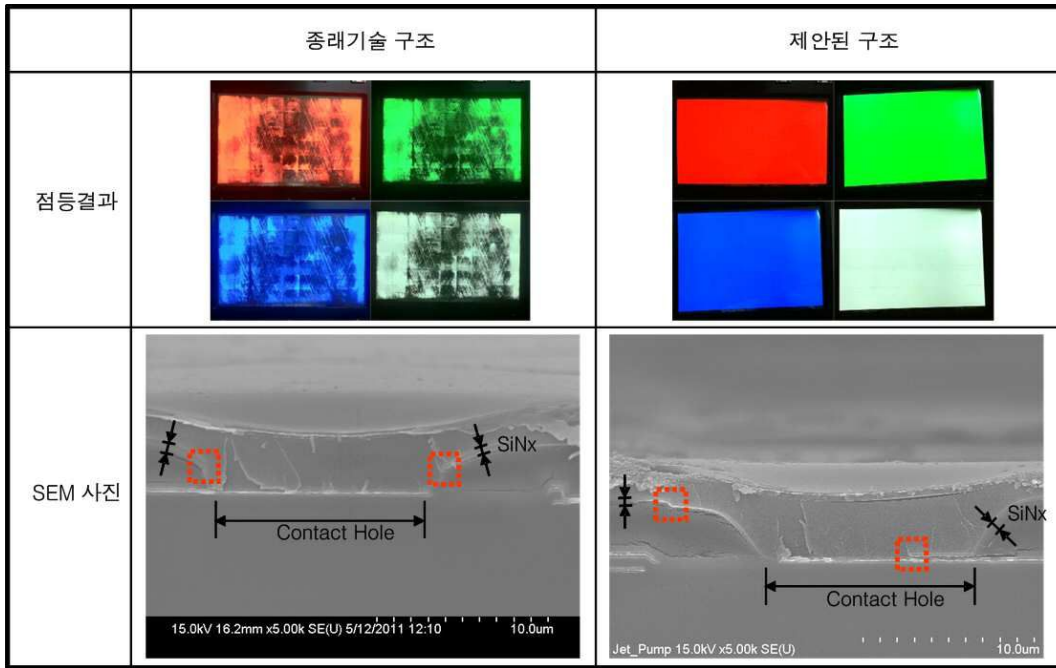 종래기술 구조
제안된 구조
점등결과
SEM 사진
SiNx
Contact Hole
15.0kV 16.2mm x5.00k SE(U) 5/12/2011 12:10 10.0um
SiNx
Contact Hole
Jet_Pump 15.0kV x5.00k SE(U) 10.0um